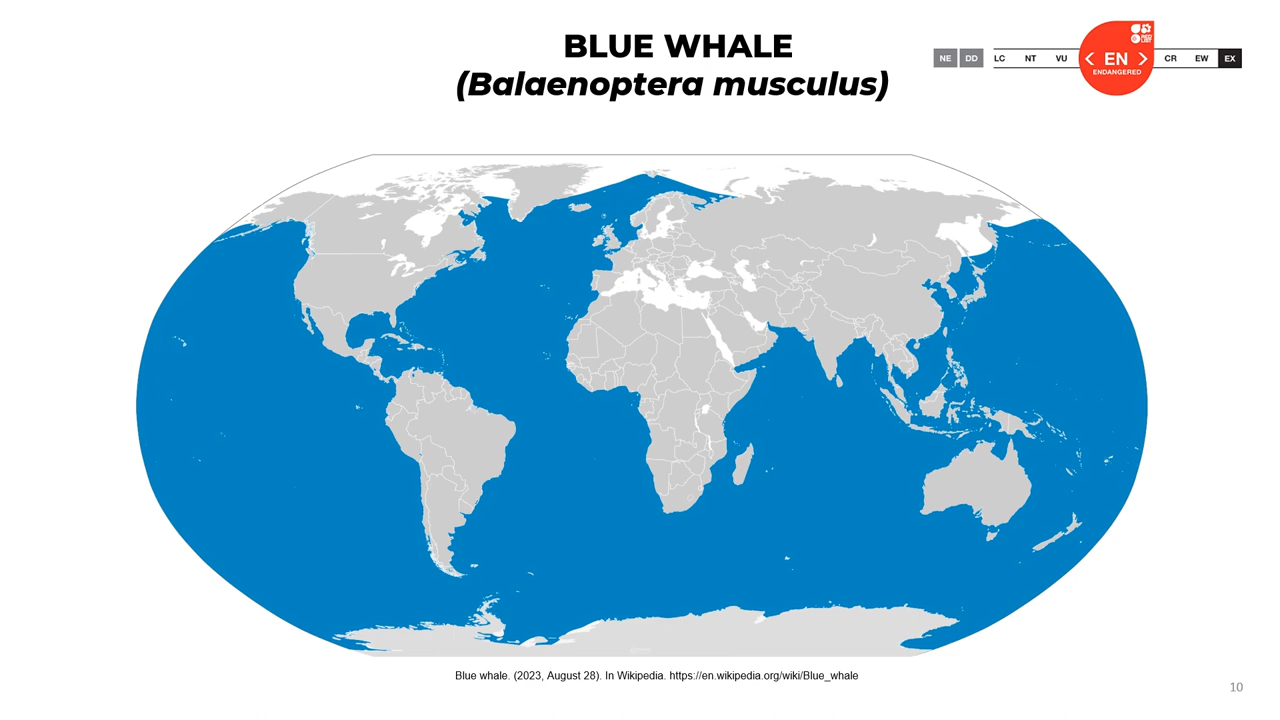 BLUE WHALE
(Balaenoptera musculus)
NE DD LC NT VU < EN > CR EW EX
ENDANGERED
Blue whale. (2023, August 28). In Wikipedia. https://en.wikipedia.org/wiki/Blue_whale
10